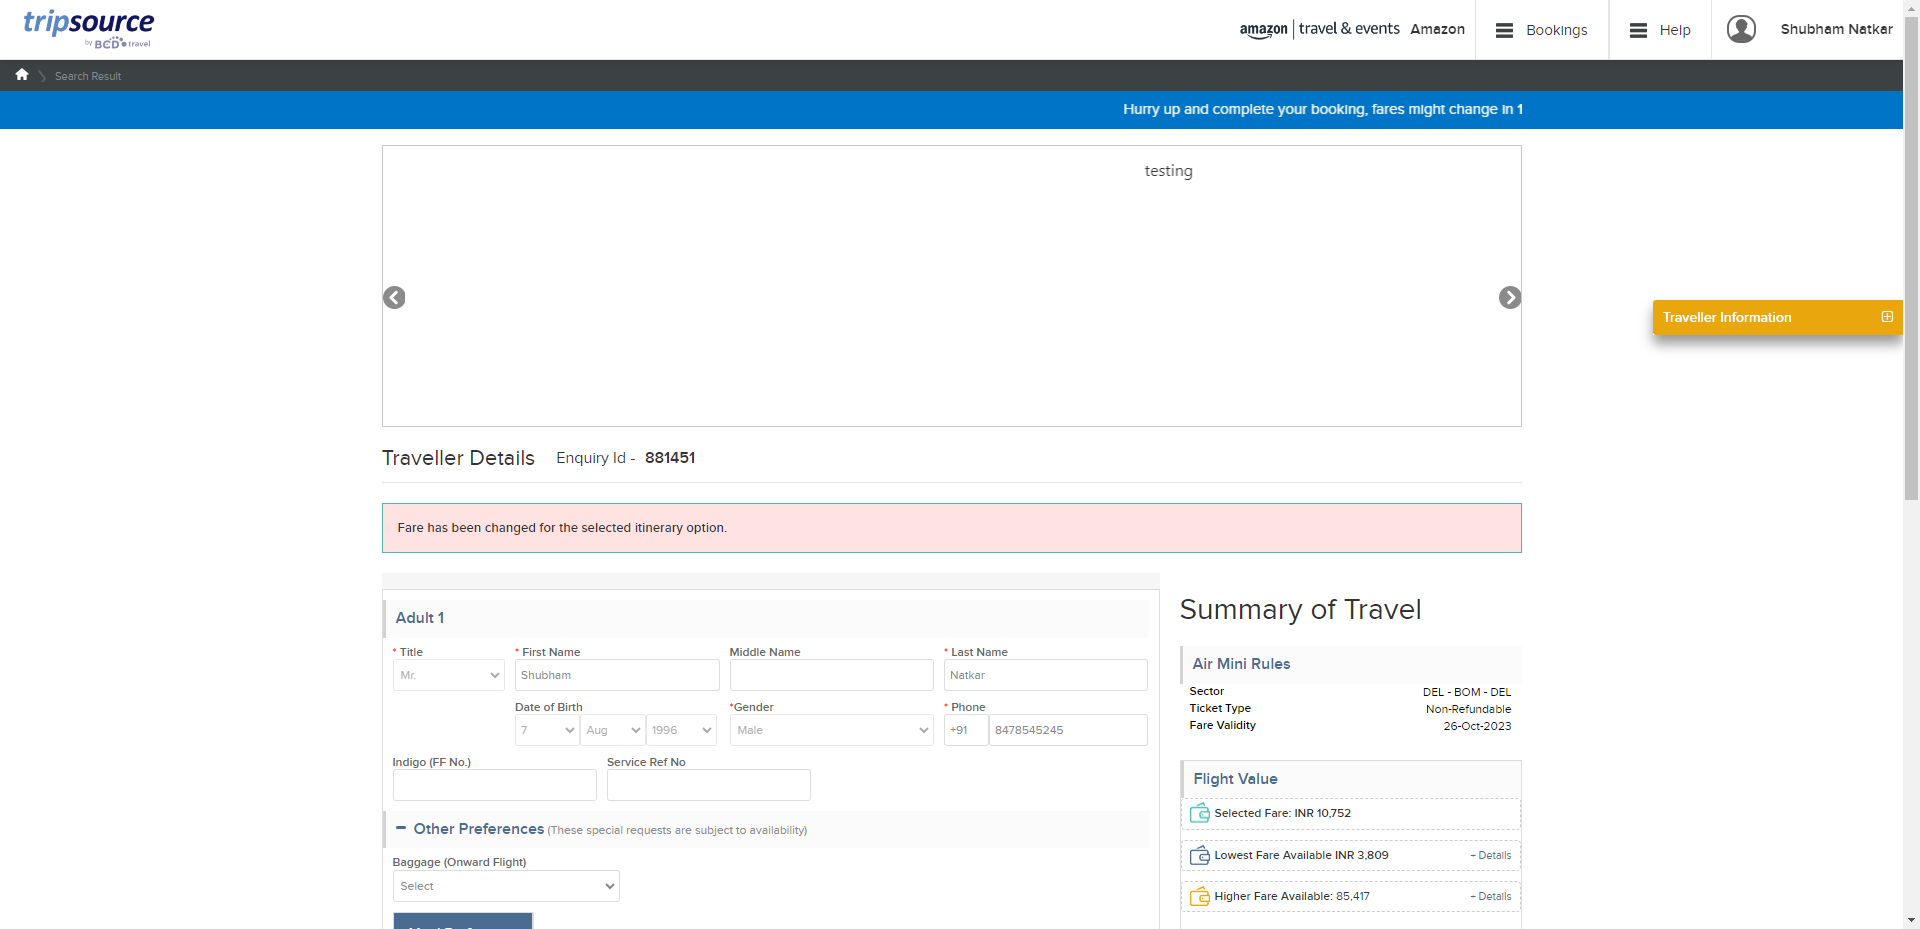 tripsource
by BCD travel
amazon | travel & events Amazon
Bookings
Help
Shubham Natkar
Search Result
Hurry up and complete your booking, fares might change in 1
testing
Traveller Information
Traveller Details Enquiry Id - 881451
Fare has been changed for the selected itinerary option.
Adult 1
* Title * First Name Middle Name * Last Name
Mr. Shubham Natkar
Date of Birth *Gender * Phone
7 Aug 1996 Male +91 8478545245
Indigo (FF No.) Service Ref No
Other Preferences (These special requests are subject to availability)
Baggage (Onward Flight)
Select
Summary of Travel
Air Mini Rules
Sector DEL - BOM - DEL
Ticket Type Non-Refundable
Fare Validity 26-Oct-2023
Flight Value
Selected Fare: INR 10,752
Lowest Fare Available INR 3,809 + Details
Higher Fare Available: 85,417 + Details